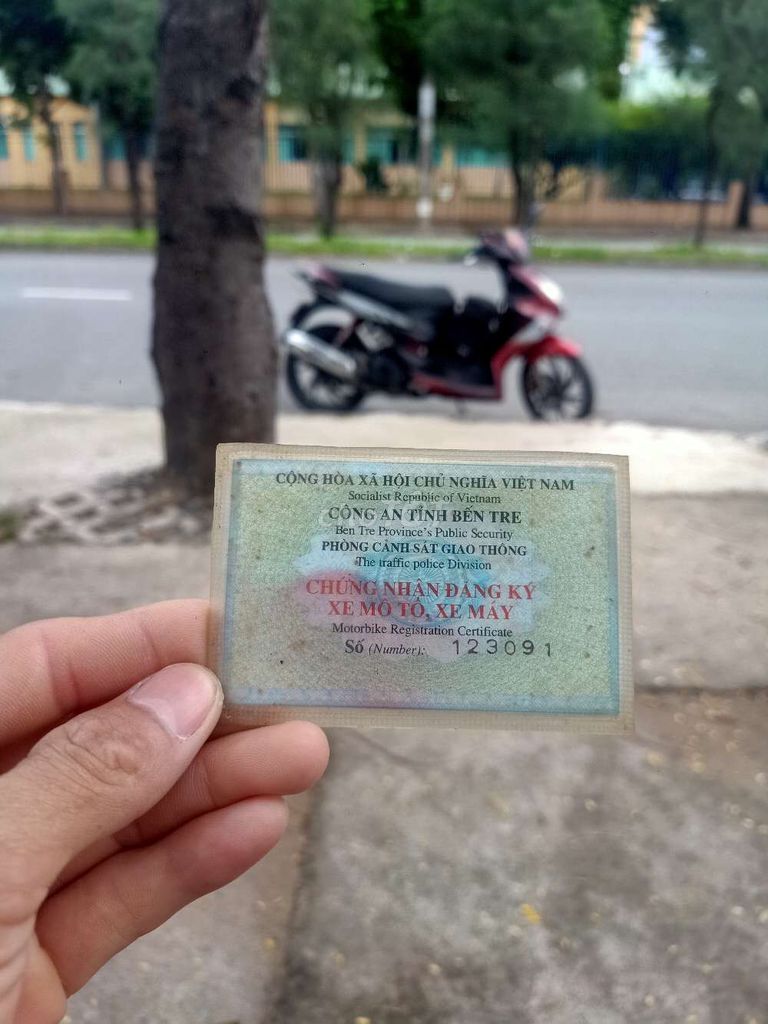 CỘNG HÒA XÃ HỘI CHỦ NGHĨA VIỆT NAM
Socialist Republic of Vietnam
CÔNG AN TỈNH BẾN TRE
Ben Tre Province's Public Security
PHÒNG CẢNH SÁT GIAO THÔNG
The traffic police Division
CHỨNG NHẬN ĐĂNG KÝ
XE MÔ TÔ, XE MÁY
Motorbike Registration Certificate
Số (Number): 123091